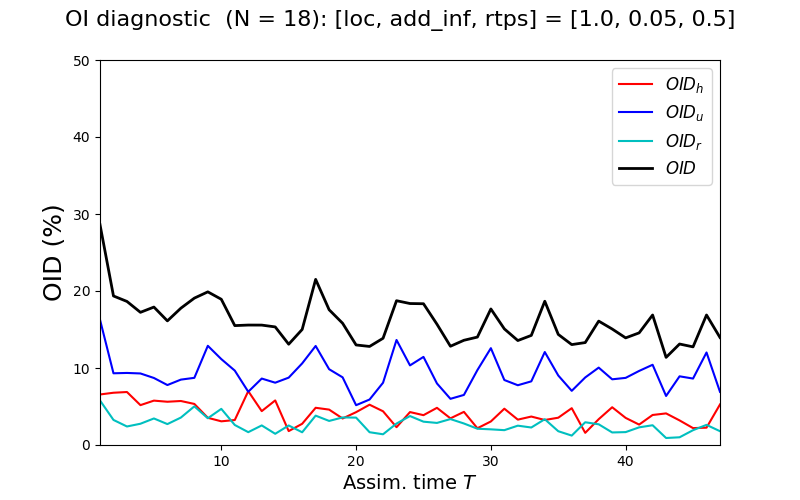 OI diagnostic  (N = 18): [loc, add_inf, rtps] = [1.0, 0.05, 0.5]
50
40
30
20
10
0
OID (%)
OID_h
OID_u
OID_r
OID
10
20
30
40
Assim. time T